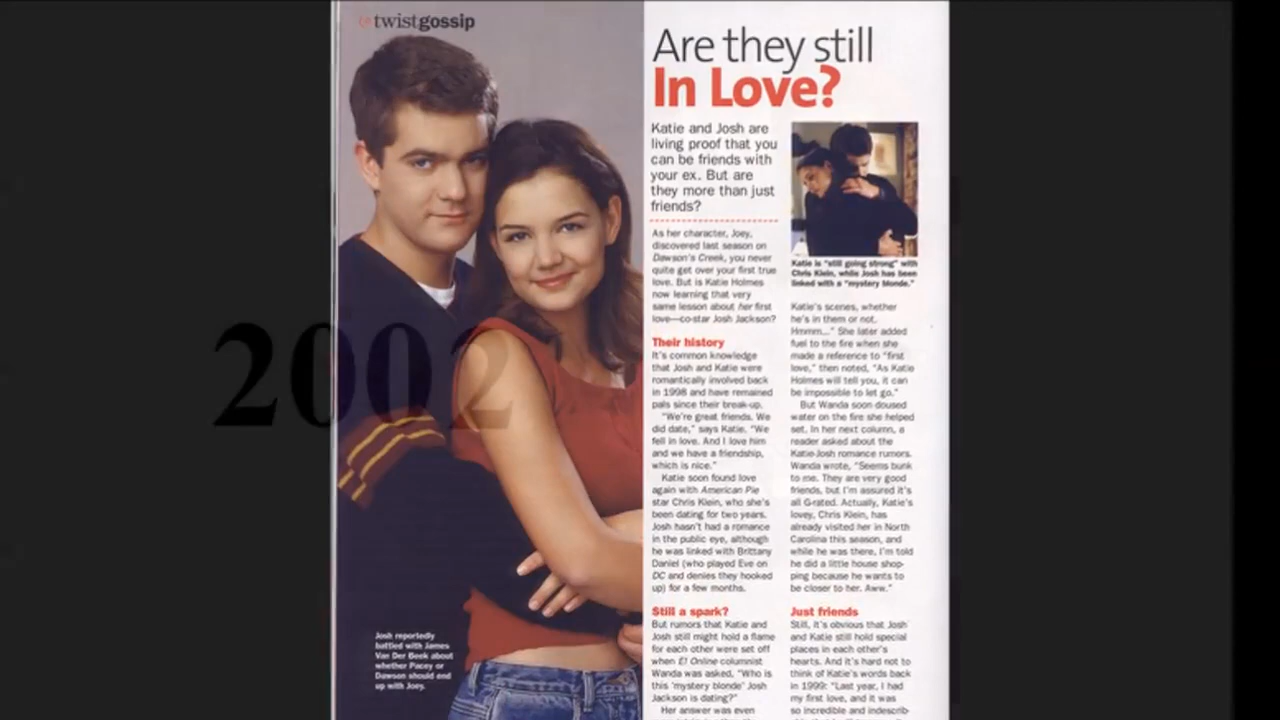 twistgossip
Are they still
In Love?
Katie and Josh are
living proof that you
can be friends with
your ex. But are
they more than just
friends?
As her character, Joey,
discovered last season on
Dawson's Creek, you never
quite get over your first true
love. But is Katie Holmes
now learning that very
same lesson about her first
love—co-star Josh Jackson?
Their history
It's common knowledge
that Josh and Katie were
romantically involved back
in 1998 and have remained
pals since their break-up.
"We're great friends. We
did date," says Katie. "We
fell in love. And I love him
and we have a friendship,
which is nice."
Katie soon found love
again with American Pie
star Chris Klein, who she's
been dating for two years.
Josh hasn't had a romance
in the public eye, although
he was linked with Brittany
Daniel (who played Eve on
DC and denies they hooked
up) for a few months.
Still a spark?
But rumors that Katie and
Josh still might hold a flame
for each other were set off
when E! Online columnist
Wanda was asked, "Who is
this 'mystery blonde' Josh
Jackson is dating?"
Her answer was even
Katie is "still going strong" with
Chris Klein, while Josh has been
linked with a "mystery blonde."
Katie's scenes, whether
he's in them or not.
Hmmm..." She later added
fuel to the fire when she
made a reference to "first
love," then noted, "As Katie
Holmes will tell you, it can
be impossible to let go."
But Wanda soon doused
water on the fire she helped
set. In her next column, a
reader asked about the
Katie-Josh romance rumors.
Wanda wrote, "Seems bunk
to me. They are very good
friends, but I'm assured it's
all G-rated. Actually, Katie's
lovey, Chris Klein, has
already visited her in North
Carolina this season, and
while he was there, I'm told
he did a little house shop-
ping because he wants to
be closer to her. Aww."
Just friends
Still, it's obvious that Josh
and Katie still hold special
places in each other's
hearts. And it's hard not to
think of Katie's words back
in 1999: "Last year, I had
my first love, and it was
so incredible and indescrib-
2002
Josh reportedly
battled with James
Van Der Beek about
whether Pacey or
Dawson should end
up with Joey.